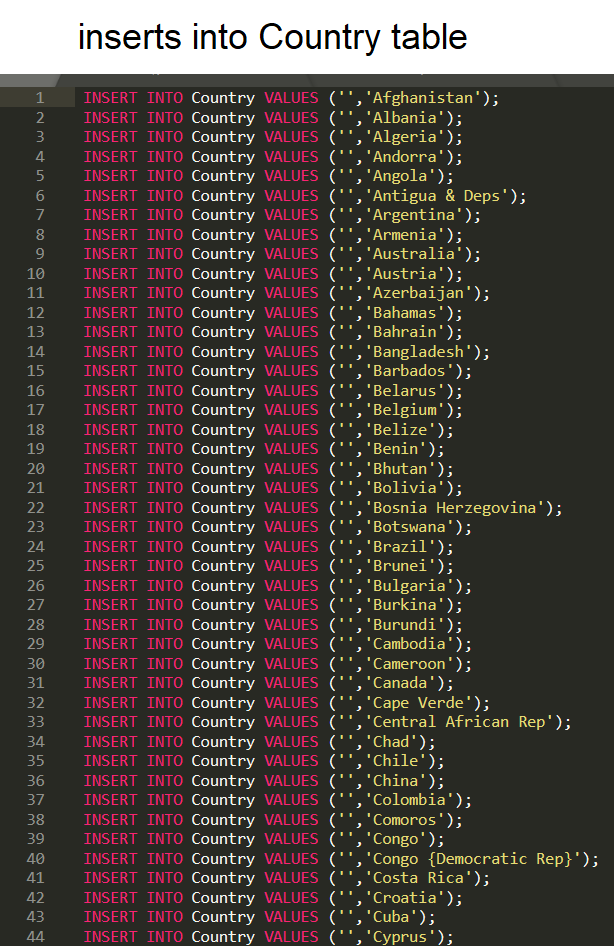 inserts into Country table
1 INSERT INTO Country VALUES ('','Afghanistan');
2 INSERT INTO Country VALUES ('','Albania');
3 INSERT INTO Country VALUES ('','Algeria');
4 INSERT INTO Country VALUES ('','Andorra');
5 INSERT INTO Country VALUES ('','Angola');
6 INSERT INTO Country VALUES ('','Antigua & Deps');
7 INSERT INTO Country VALUES ('','Argentina');
8 INSERT INTO Country VALUES ('','Armenia');
9 INSERT INTO Country VALUES ('','Australia');
10 INSERT INTO Country VALUES ('','Austria');
11 INSERT INTO Country VALUES ('','Azerbaijan');
12 INSERT INTO Country VALUES ('','Bahamas');
13 INSERT INTO Country VALUES ('','Bahrain');
14 INSERT INTO Country VALUES ('','Bangladesh');
15 INSERT INTO Country VALUES ('','Barbados');
16 INSERT INTO Country VALUES ('','Belarus');
17 INSERT INTO Country VALUES ('','Belgium');
18 INSERT INTO Country VALUES ('','Belize');
19 INSERT INTO Country VALUES ('','Benin');
20 INSERT INTO Country VALUES ('','Bhutan');
21 INSERT INTO Country VALUES ('','Bolivia');
22 INSERT INTO Country VALUES ('','Bosnia Herzegovina');
23 INSERT INTO Country VALUES ('','Botswana');
24 INSERT INTO Country VALUES ('','Brazil');
25 INSERT INTO Country VALUES ('','Brunei');
26 INSERT INTO Country VALUES ('','Bulgaria');
27 INSERT INTO Country VALUES ('','Burkina');
28 INSERT INTO Country VALUES ('','Burundi');
29 INSERT INTO Country VALUES ('','Cambodia');
30 INSERT INTO Country VALUES ('','Cameroon');
31 INSERT INTO Country VALUES ('','Canada');
32 INSERT INTO Country VALUES ('','Cape Verde');
33 INSERT INTO Country VALUES ('','Central African Rep');
34 INSERT INTO Country VALUES ('','Chad');
35 INSERT INTO Country VALUES ('','Chile');
36 INSERT INTO Country VALUES ('','China');
37 INSERT INTO Country VALUES ('','Colombia');
38 INSERT INTO Country VALUES ('','Comoros');
39 INSERT INTO Country VALUES ('','Congo');
40 INSERT INTO Country VALUES ('','Congo {Democratic Rep}');
41 INSERT INTO Country VALUES ('','Costa Rica');
42 INSERT INTO Country VALUES ('','Croatia');
43 INSERT INTO Country VALUES ('','Cuba');
44 INSERT INTO Country VALUES ('','Cyprus');